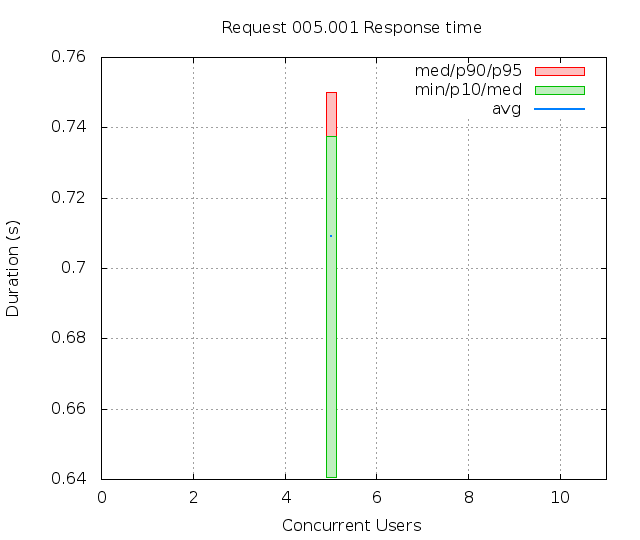 Request 005.001 Response time
0.76
0.74
0.72
0.7
0.68
0.66
0.64
Duration (s)
med/p90/p95
min/p10/med
avg
0 2 4 6 8 10
Concurrent Users